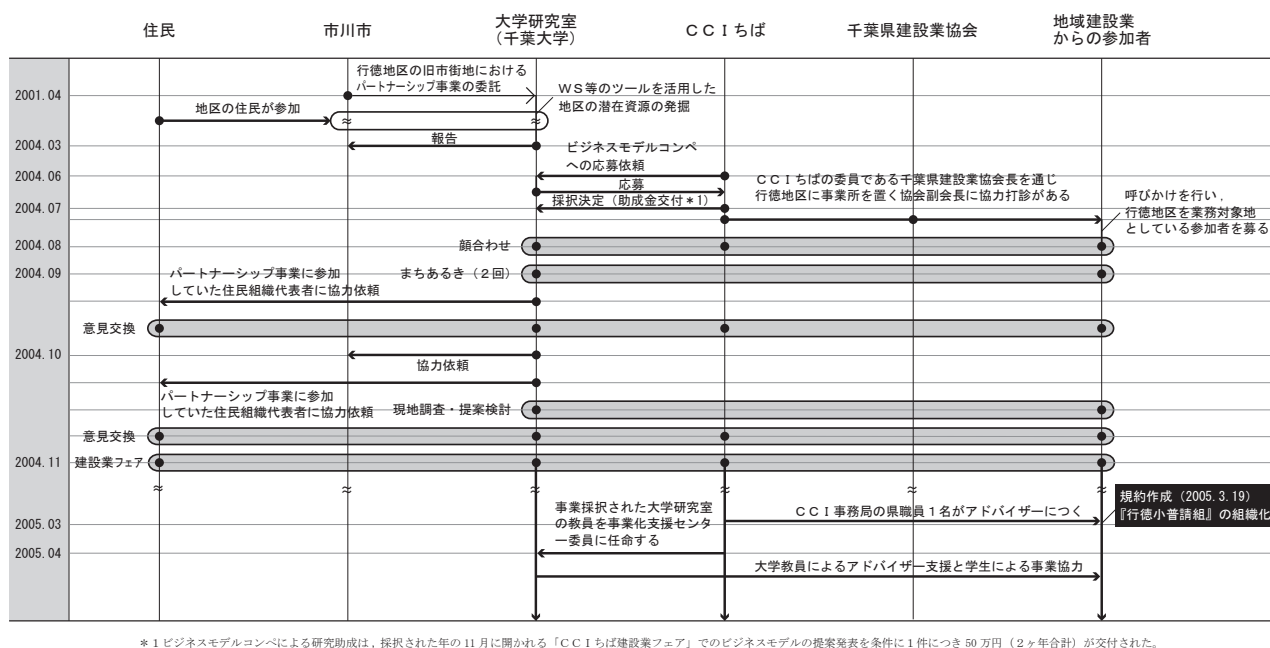 住民
市川市
大学研究室
（千葉大学）
ＣＣＩちば
千葉県建設業協会
地域建設業
からの参加者
2001.04
行徳地区の旧市街地における
パートナーシップ事業の委託
ＷＳ等のツールを活用した
地区の潜在資源の発掘
地区の住民が参加
≈
≈
2004.03
報告
ビジネスモデルコンペ
への応募依頼
2004.06
応募
ＣＣＩちばの委員である千葉県建設業協会長を通じ
行徳地区に事業所を置く協会副会長に協力打診がある
2004.07
採択決定（助成金交付＊1）
呼びかけを行い，
行徳地区を業務対象地
としている参加者を募る
2004.08
顔合わせ
2004.09
まちあるき（２回）
パートナーシップ事業に参加
していた住民組織代表者に協力依頼
意見交換
2004.10
協力依頼
パートナーシップ事業に参加
していた住民組織代表者に協力依頼
現地調査・提案検討
意見交換
2004.11
建設業フェア
≈
≈
≈
≈
≈
≈
規約作成（2005.3.19）
『行徳小普請組』の組織化
事業採択された大学研究室
の教員を事業化支援センタ
ー委員に任命する
2005.03
ＣＣＩ事務局の県職員１名がアドバイザーにつく
2005.04
大学教員によるアドバイザー支援と学生による事業協力
＊１ビジネスモデルコンペによる研究助成は，採択された年の11月に開かれる「ＣＣＩちば建設業フェア」でのビジネスモデルの提案発表を条件に１件につき50万円（２ヶ年合計）が交付された。